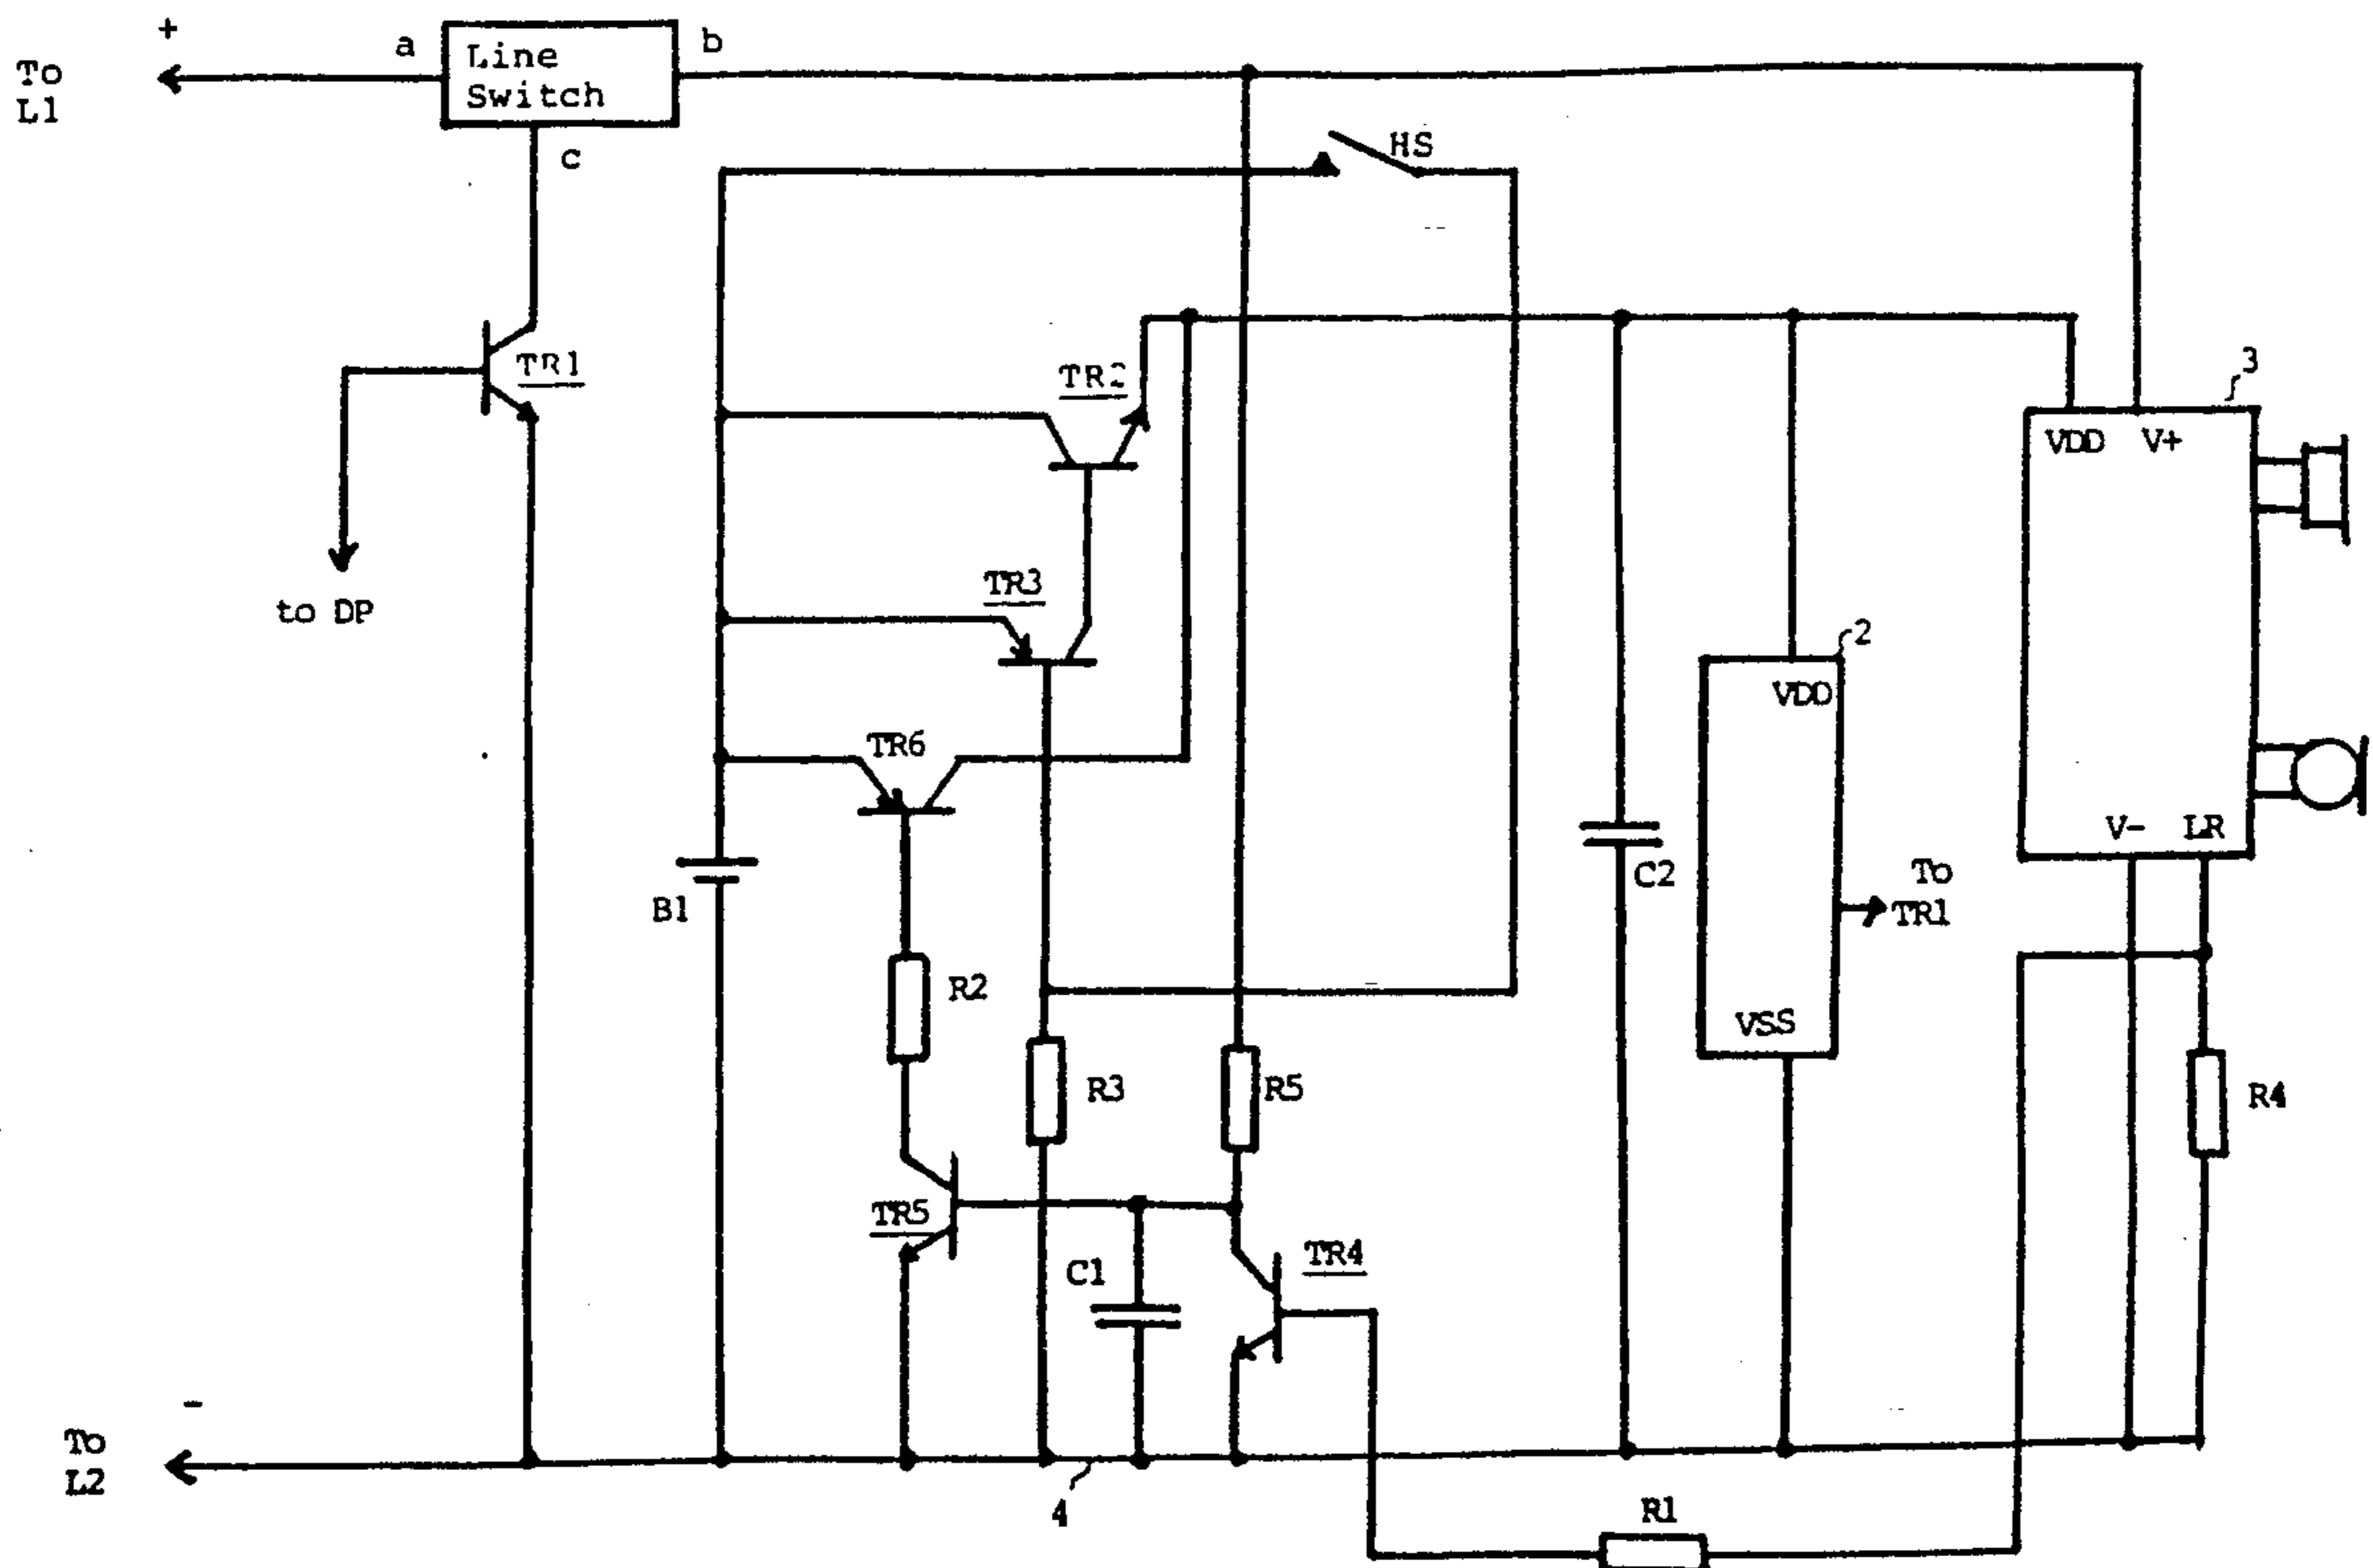 +
To
L1
a
Line
Switch
b
c
HS
TR1
to DP
TR2
TR3
TR6
B1
R2
R3
R5
TR5
C1
TR4
C2
2
VDD
VSS
To
TR1
3
VDD V+
V- LR
R4
R1
4
-
To
L2